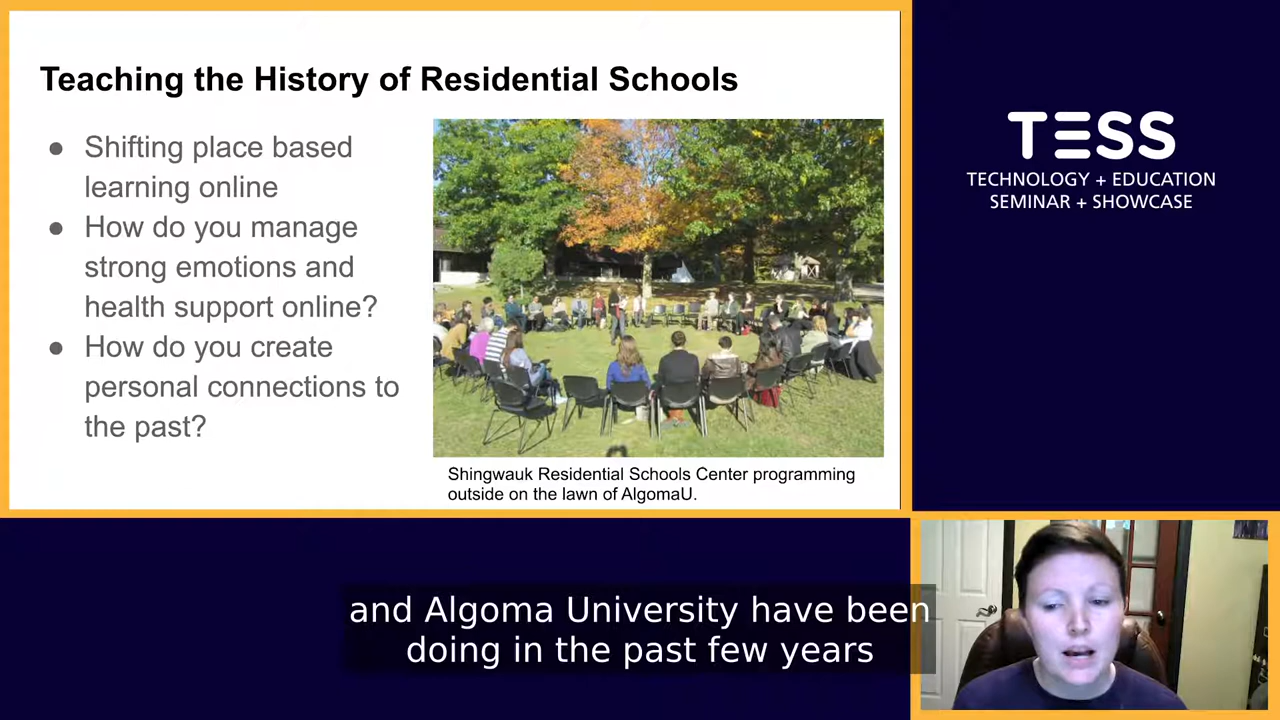 Teaching the History of Residential Schools
● Shifting place based
learning online
● How do you manage
strong emotions and
health support online?
● How do you create
personal connections to
the past?
Shingwauk Residential Schools Center programming
outside on the lawn of AlgomaU.
TESS
TECHNOLOGY + EDUCATION
SEMINAR + SHOWCASE
and Algoma University have been
doing in the past few years